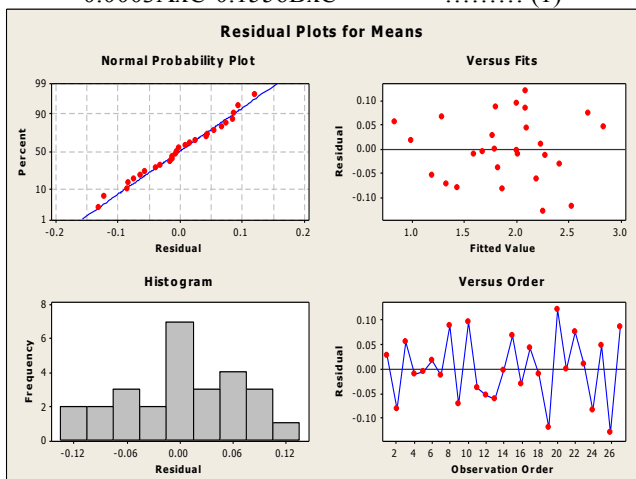 0.0003AxC-0.1556BxC ……… (1)
Residual Plots for Means
Normal Probability Plot
Versus Fits
Percent
99
90
50
10
1
-0.2 -0.1 0.0 0.1 0.2
Residual
Residual
0.10
0.05
0.00
-0.05
-0.10
1.0 1.5 2.0 2.5 3.0
Fitted Value
Histogram
Versus Order
Frequency
8
6
4
2
0
-0.12 -0.06 0.00 0.06 0.12
Residual
Residual
0.10
0.05
0.00
-0.05
-0.10
2 4 6 8 10 12 14 16 18 20 22 24 26
Observation Order